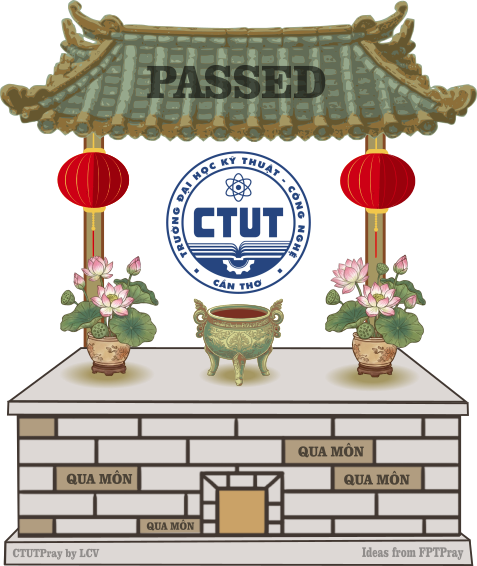 PASSED
TRƯỜNG ĐẠI HỌC KỸ THUẬT - CÔNG NGHỆ
CTUT
CẦN THƠ
QUA MÔN
QUA MÔN
QUA MÔN
QUA MÔN
CTUTPray by LCV
Ideas from FPTPray